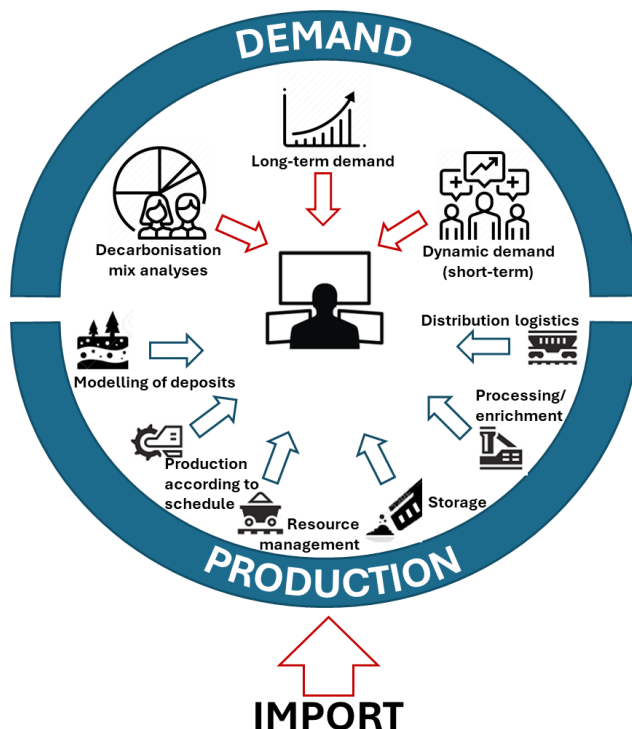 DEMAND
Long-term demand
Decarbonisation
mix analyses
Dynamic demand
(short-term)
Distribution logistics
Modelling of deposits
Processing/
enrichment
Production
according to
schedule
Storage
Resource
management
PRODUCTION
IMPORT